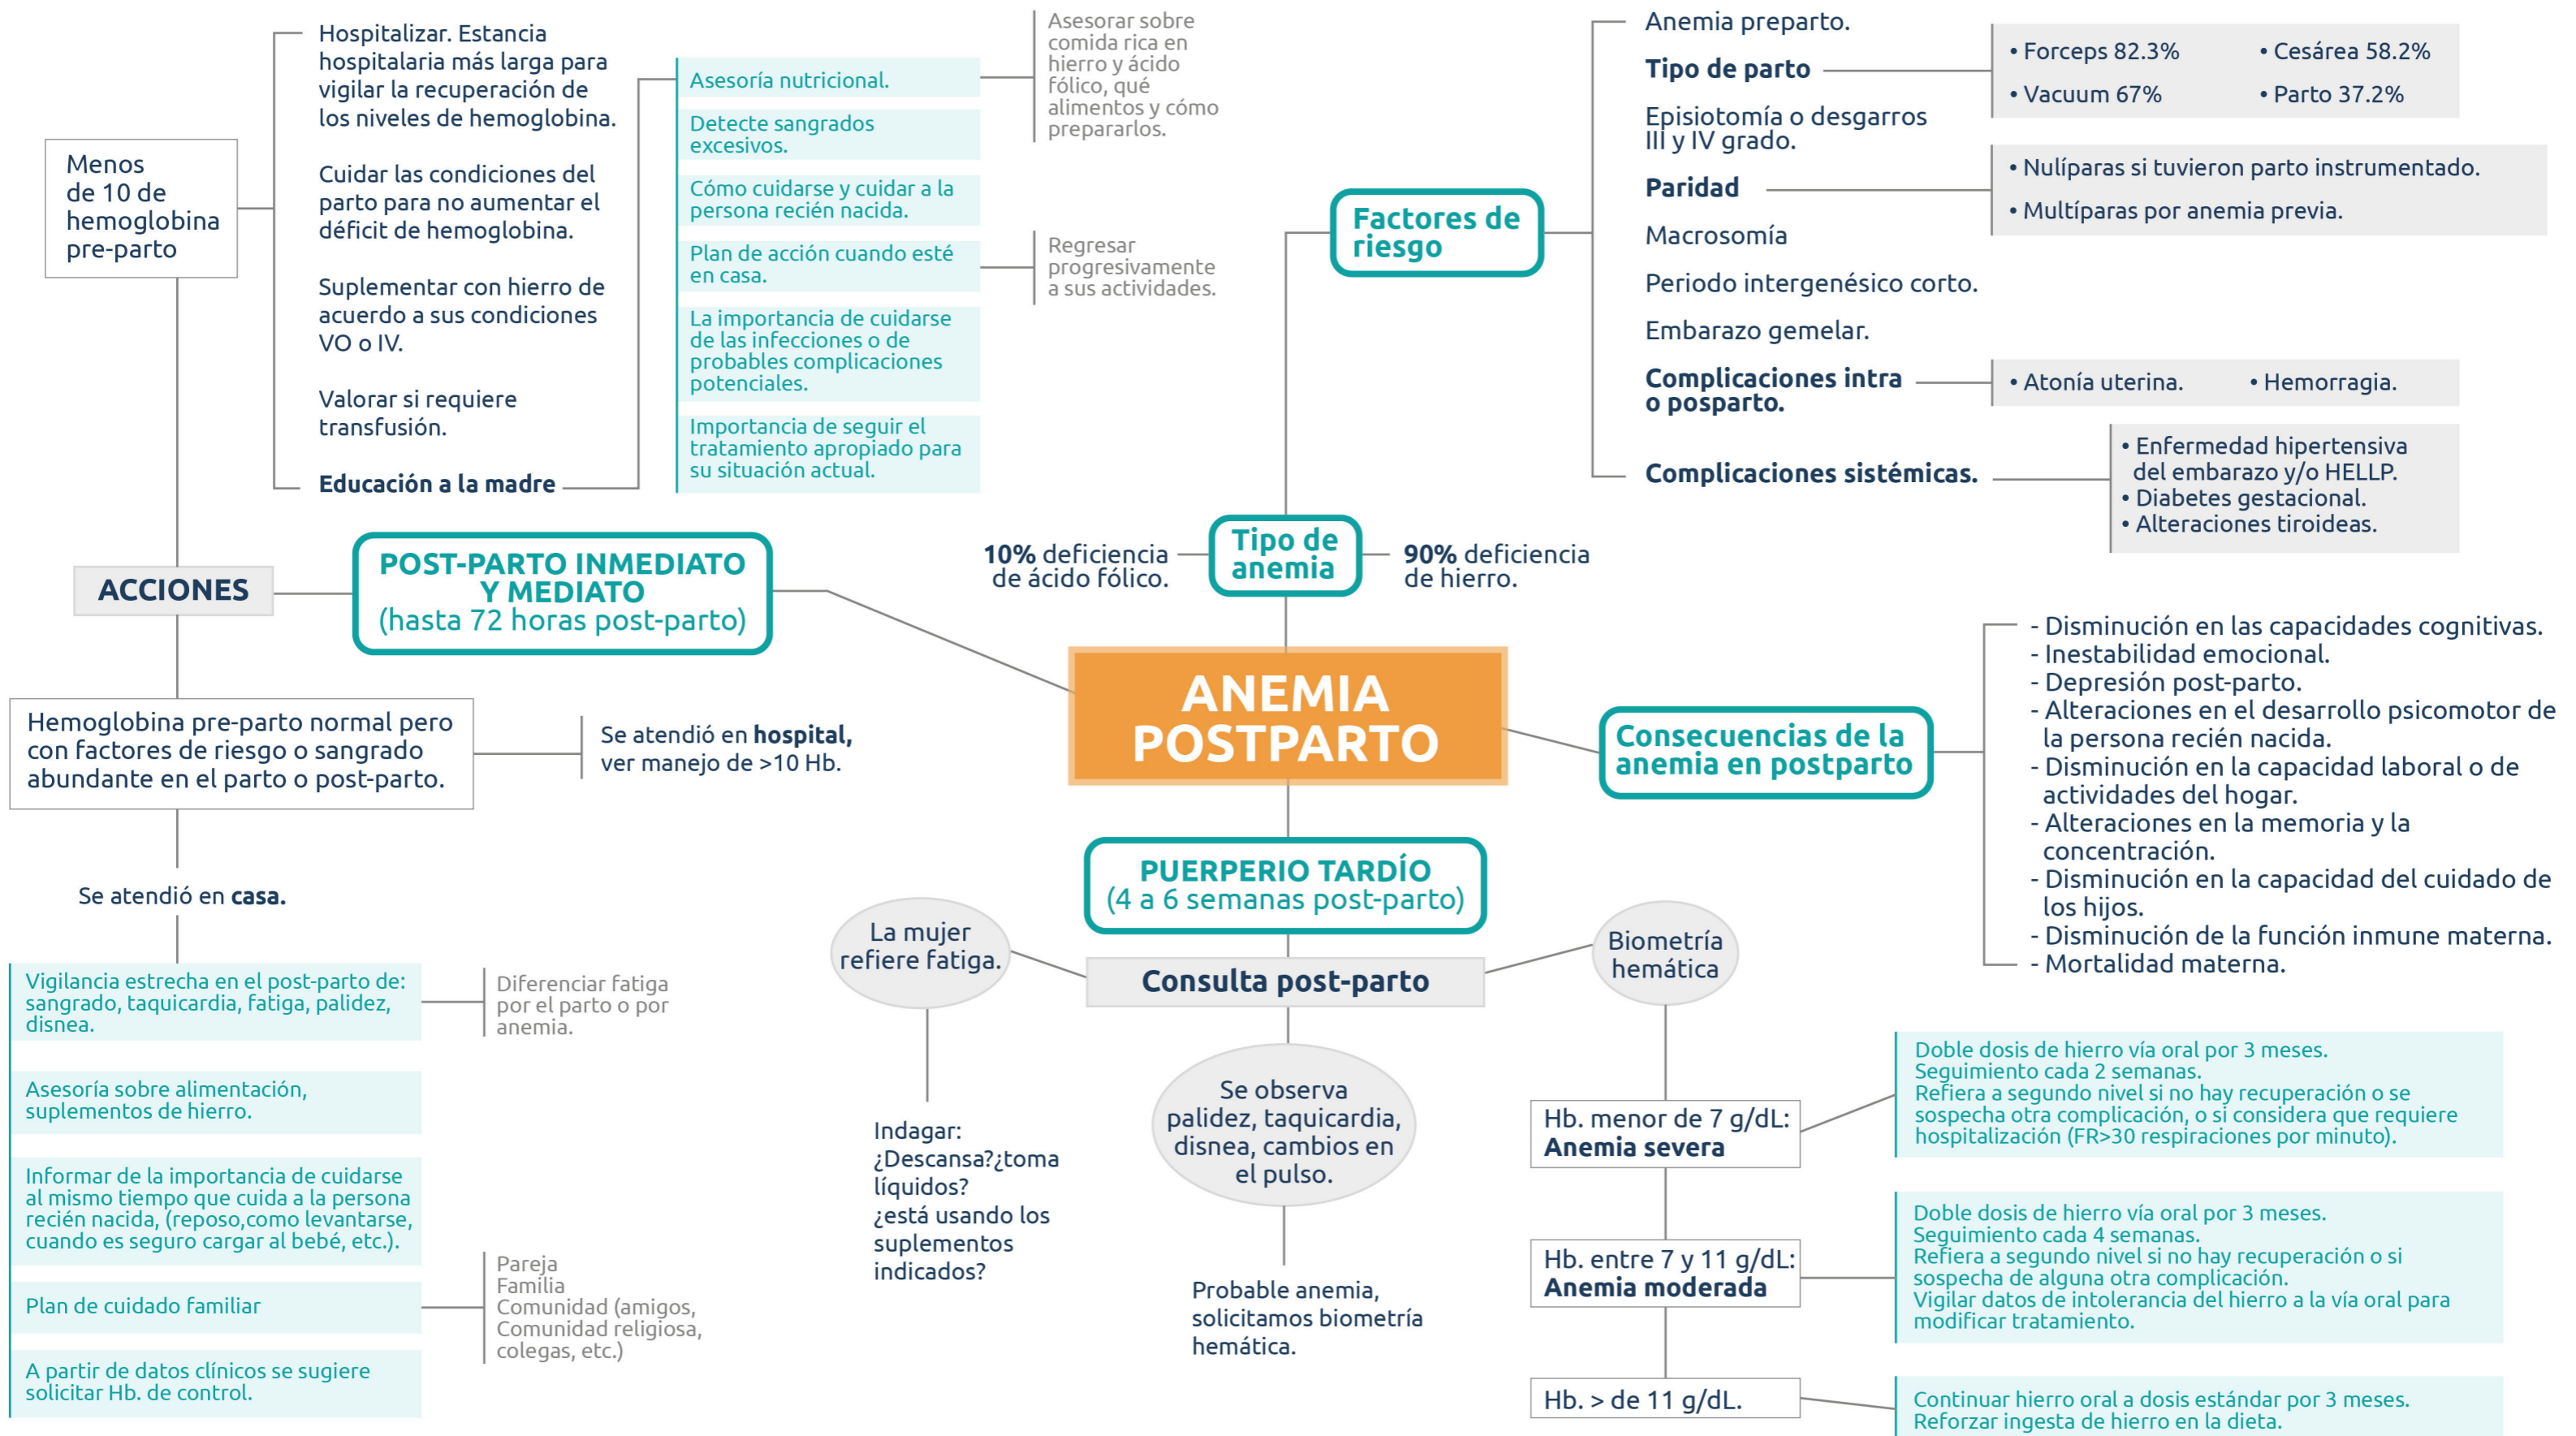 Hospitalizar. Estancia
hospitalaria más larga para
vigilar la recuperación de
los niveles de hemoglobina.
Cuidar las condiciones del
parto para no aumentar el
déficit de hemoglobina.
Suplementar con hierro de
acuerdo a sus condiciones
VO o IV.
Valorar si requiere
transfusión.
Educación a la madre
Menos
de 10 de
hemoglobina
pre-parto
Asesoría nutricional.
Detecte sangrados
excesivos.
Cómo cuidarse y cuidar a la
persona recién nacida.
Plan de acción cuando esté
en casa.
La importancia de cuidarse
de las infecciones o de
probables complicaciones
potenciales.
Importancia de seguir el
tratamiento apropiado para
su situación actual.
Asesorar sobre
comida rica en
hierro y ácido
fólico, qué
alimentos y cómo
prepararlos.
Regresar
progresivamente
a sus actividades.
Factores de
riesgo
Anemia preparto.
Tipo de parto
Episiotomía o desgarros
III y IV grado.
Paridad
Macrosomía
Periodo intergenésico corto.
Embarazo gemelar.
Complicaciones intra
o posparto.
Complicaciones sistémicas.
• Forceps 82.3%
• Cesárea 58.2%
• Vacuum 67%
• Parto 37.2%
• Nulíparas si tuvieron parto instrumentado.
• Multíparas por anemia previa.
• Atonía uterina.
• Hemorragia.
• Enfermedad hipertensiva
del embarazo y/o HELLP.
• Diabetes gestacional.
• Alteraciones tiroideas.
10% deficiencia
de ácido fólico.
Tipo de
anemia
90% deficiencia
de hierro.
ACCIONES
POST-PARTO INMEDIATO
Y MEDIATO
(hasta 72 horas post-parto)
ANEMIA
POSTPARTO
Consecuencias de la
anemia en postparto
- Disminución en las capacidades cognitivas.
- Inestabilidad emocional.
- Depresión post-parto.
- Alteraciones en el desarrollo psicomotor de
la persona recién nacida.
- Disminución en la capacidad laboral o de
actividades del hogar.
- Alteraciones en la memoria y la
concentración.
- Disminución en la capacidad del cuidado de
los hijos.
- Disminución de la función inmune materna.
- Mortalidad materna.
Hemoglobina pre-parto normal pero
con factores de riesgo o sangrado
abundante en el parto o post-parto.
Se atendió en hospital,
ver manejo de >10 Hb.
Se atendió en casa.
Vigilancia estrecha en el post-parto de:
sangrado, taquicardia, fatiga, palidez,
disnea.
Diferenciar fatiga
por el parto o por
anemia.
Asesoría sobre alimentación,
suplementos de hierro.
Informar de la importancia de cuidarse
al mismo tiempo que cuida a la persona
recién nacida, (reposo,como levantarse,
cuando es seguro cargar al bebé, etc.).
Plan de cuidado familiar
Pareja
Familia
Comunidad (amigos,
Comunidad religiosa,
colegas, etc.)
A partir de datos clínicos se sugiere
solicitar Hb. de control.
PUERPERIO TARDÍO
(4 a 6 semanas post-parto)
Consulta post-parto
La mujer
refiere fatiga.
Indagar:
¿Descansa?¿toma
líquidos?
¿está usando los
suplementos
indicados?
Se observa
palidez, taquicardia,
disnea, cambios en
el pulso.
Probable anemia,
solicitamos biometría
hemática.
Biometría
hemática
Hb. menor de 7 g/dL:
Anemia severa
Doble dosis de hierro vía oral por 3 meses.
Seguimiento cada 2 semanas.
Refiera a segundo nivel si no hay recuperación o se
sospecha otra complicación, o si considera que requiere
hospitalización (FR>30 respiraciones por minuto).
Hb. entre 7 y 11 g/dL:
Anemia moderada
Doble dosis de hierro vía oral por 3 meses.
Seguimiento cada 4 semanas.
Refiera a segundo nivel si no hay recuperación o si
sospecha de alguna otra complicación.
Vigilar datos de intolerancia del hierro a la vía oral para
modificar tratamiento.
Hb. > de 11 g/dL.
Continuar hierro oral a dosis estándar por 3 meses.
Reforzar ingesta de hierro en la dieta.